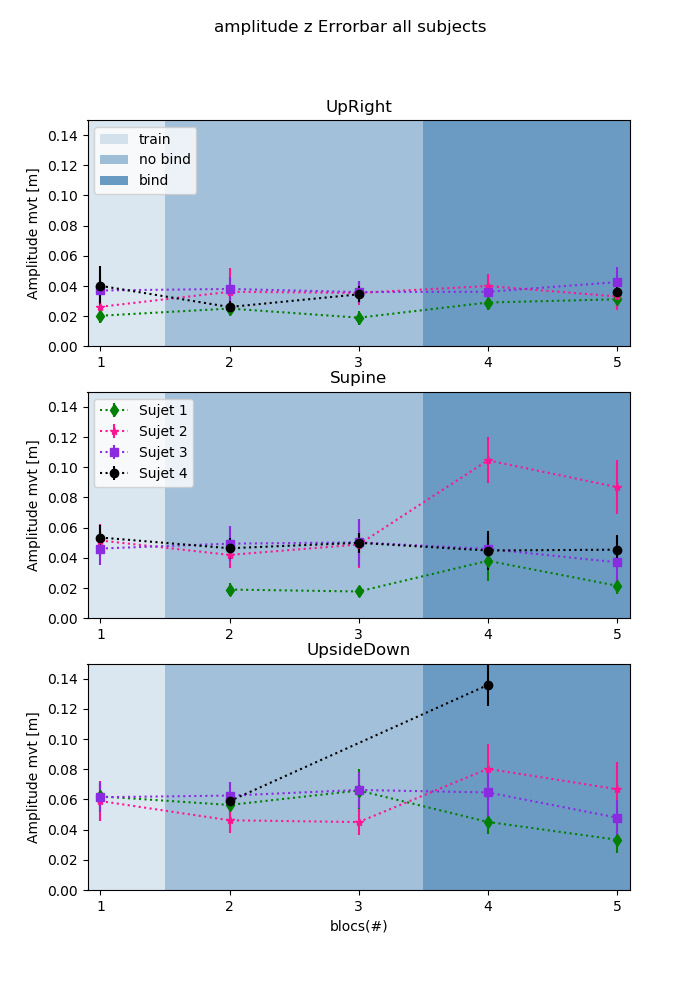 amplitude z Errorbar all subjects
UpRight
0.14
0.12
0.10
0.08
0.06
0.04
0.02
0.00
Amplitude mvt [m]
train
no bind
bind
1 2 3 4 5
Supine
0.14
0.12
0.10
0.08
0.06
0.04
0.02
0.00
Amplitude mvt [m]
Sujet 1
Sujet 2
Sujet 3
Sujet 4
1 2 3 4 5
UpsideDown
0.14
0.12
0.10
0.08
0.06
0.04
0.02
0.00
Amplitude mvt [m]
1 2 3 4 5
blocs(#)